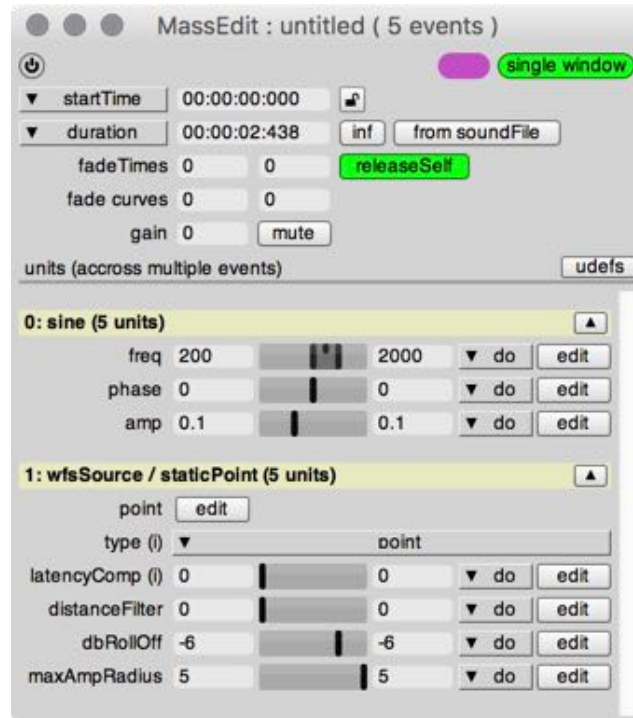 MassEdit : untitled ( 5 events )
single window
▼ startTime 00:00:00:000
▼ duration 00:00:02:438 inf from soundFile
fadeTimes 0 0 releaseSelf
fade curves 0 0
gain 0 mute
units (accross multiple events) udefs
0: sine (5 units) ▲
freq 200 2000 ▼ do edit
phase 0 0 ▼ do edit
amp 0.1 0.1 ▼ do edit
1: wfsSource / staticPoint (5 units) ▲
point edit
type (i) ▼ point
latencyComp (i) 0 0 ▼ do edit
distanceFilter 0 0 ▼ do edit
dbRollOff -6 -6 ▼ do edit
maxAmpRadius 5 5 ▼ do edit